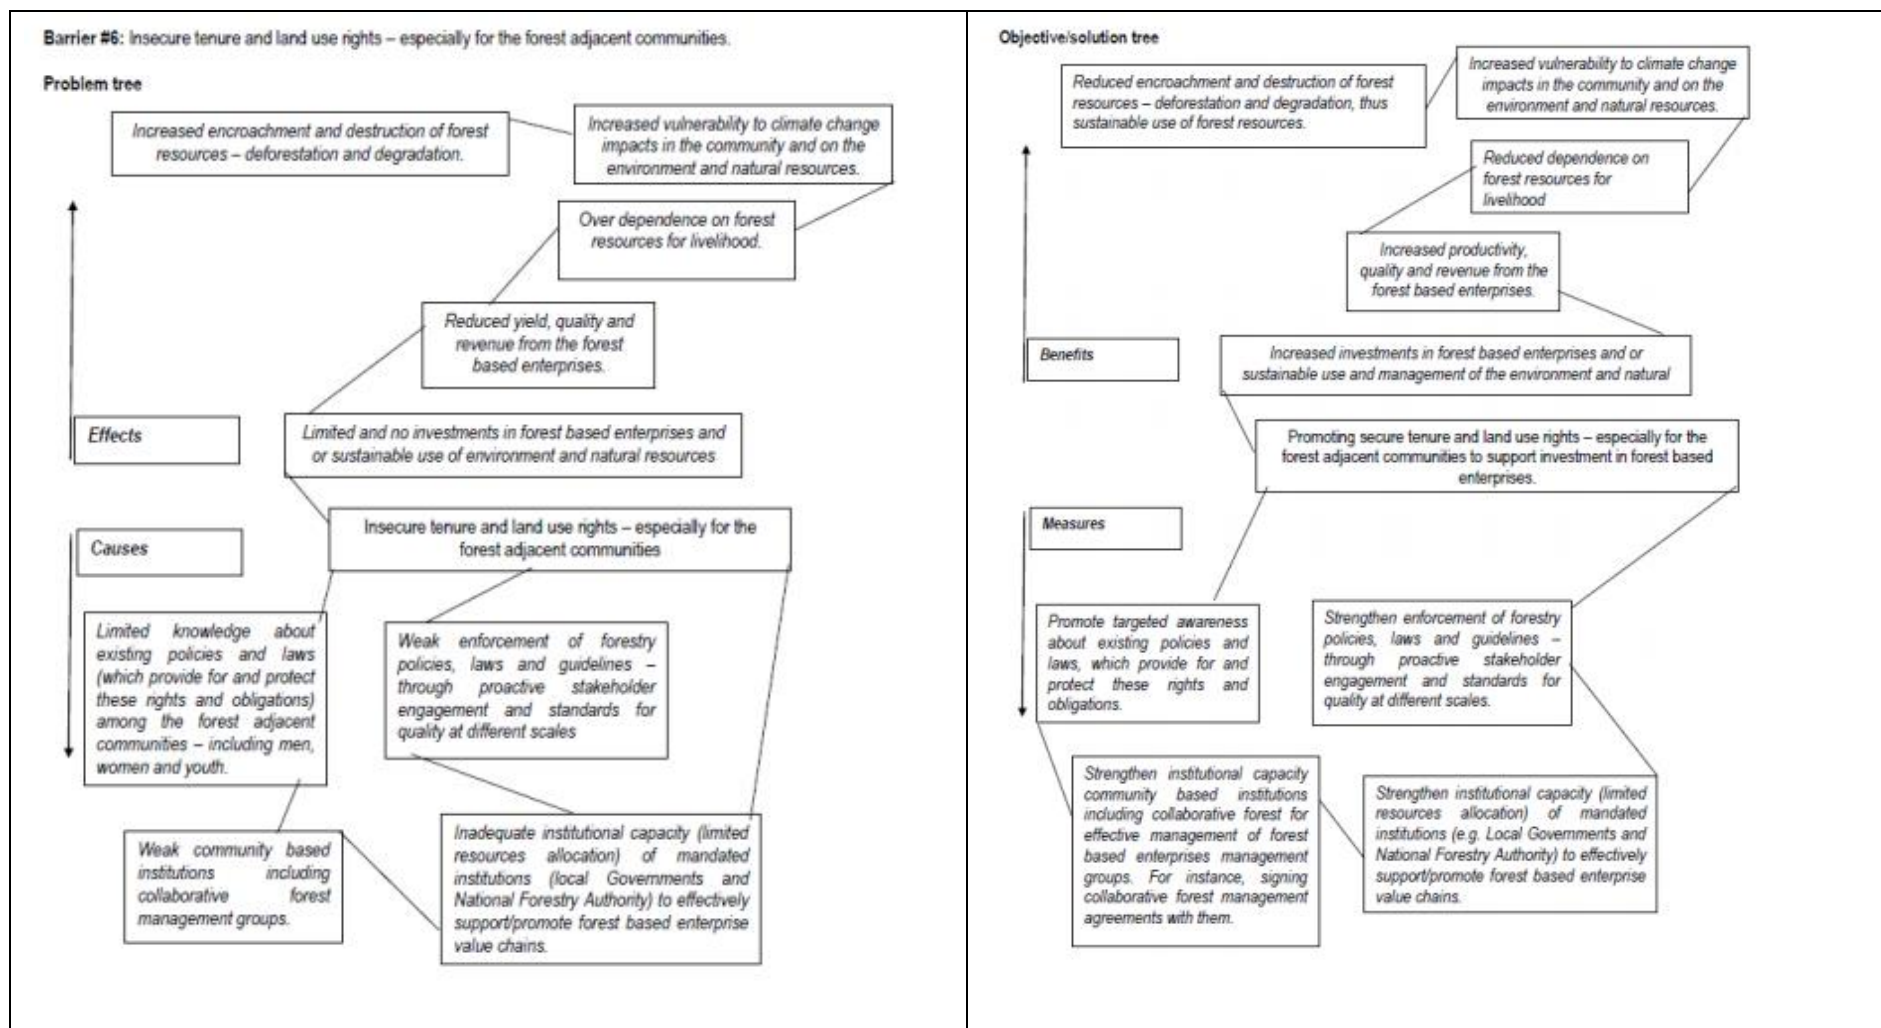 Barrier #6: Insecure tenure and land use rights – especially for the forest adjacent communities.
Problem tree
Increased encroachment and destruction of forest
resources – deforestation and degradation.
Increased vulnerability to climate change
impacts in the community and on the
environment and natural resources.
Over dependence on forest
resources for livelihood.
Reduced yield, quality and
revenue from the forest
based enterprises.
Effects
Limited and no investments in forest based enterprises and
or sustainable use of environment and natural resources
Causes
Insecure tenure and land use rights – especially for the
forest adjacent communities
Limited knowledge about
existing policies and laws
(which provide for and protect
these rights and obligations)
among the forest adjacent
communities – including men,
women and youth.
Weak enforcement of forestry
policies, laws and guidelines –
through proactive stakeholder
engagement and standards for
quality at different scales
Weak community based
institutions including
collaborative forest
management groups.
Inadequate institutional capacity (limited
resources allocation) of mandated
institutions (local Governments and
National Forestry Authority) to effectively
support/promote forest based enterprise
value chains.
Objective/solution tree
Reduced encroachment and destruction of forest
resources – deforestation and degradation, thus
sustainable use of forest resources.
Increased vulnerability to climate change
impacts in the community and on the
environment and natural resources.
Reduced dependence on
forest resources for
livelihood
Increased productivity,
quality and revenue from the
forest based enterprises.
Benefits
Increased investments in forest based enterprises and or
sustainable use and management of the environment and natural
Promoting secure tenure and land use rights – especially for the
forest adjacent communities to support investment in forest based
enterprises.
Measures
Promote targeted awareness
about existing policies and
laws, which provide for and
protect these rights and
obligations.
Strengthen enforcement of forestry
policies, laws and guidelines –
through proactive stakeholder
engagement and standards for
quality at different scales.
Strengthen institutional capacity
community based institutions
including collaborative forest for
effective management of forest
based enterprises management
groups. For instance, signing
collaborative forest management
agreements with them.
Strengthen institutional capacity (limited
resources allocation) of mandated
institutions (e.g. Local Governments and
National Forestry Authority) to effectively
support/promote forest based enterprise
value chains.